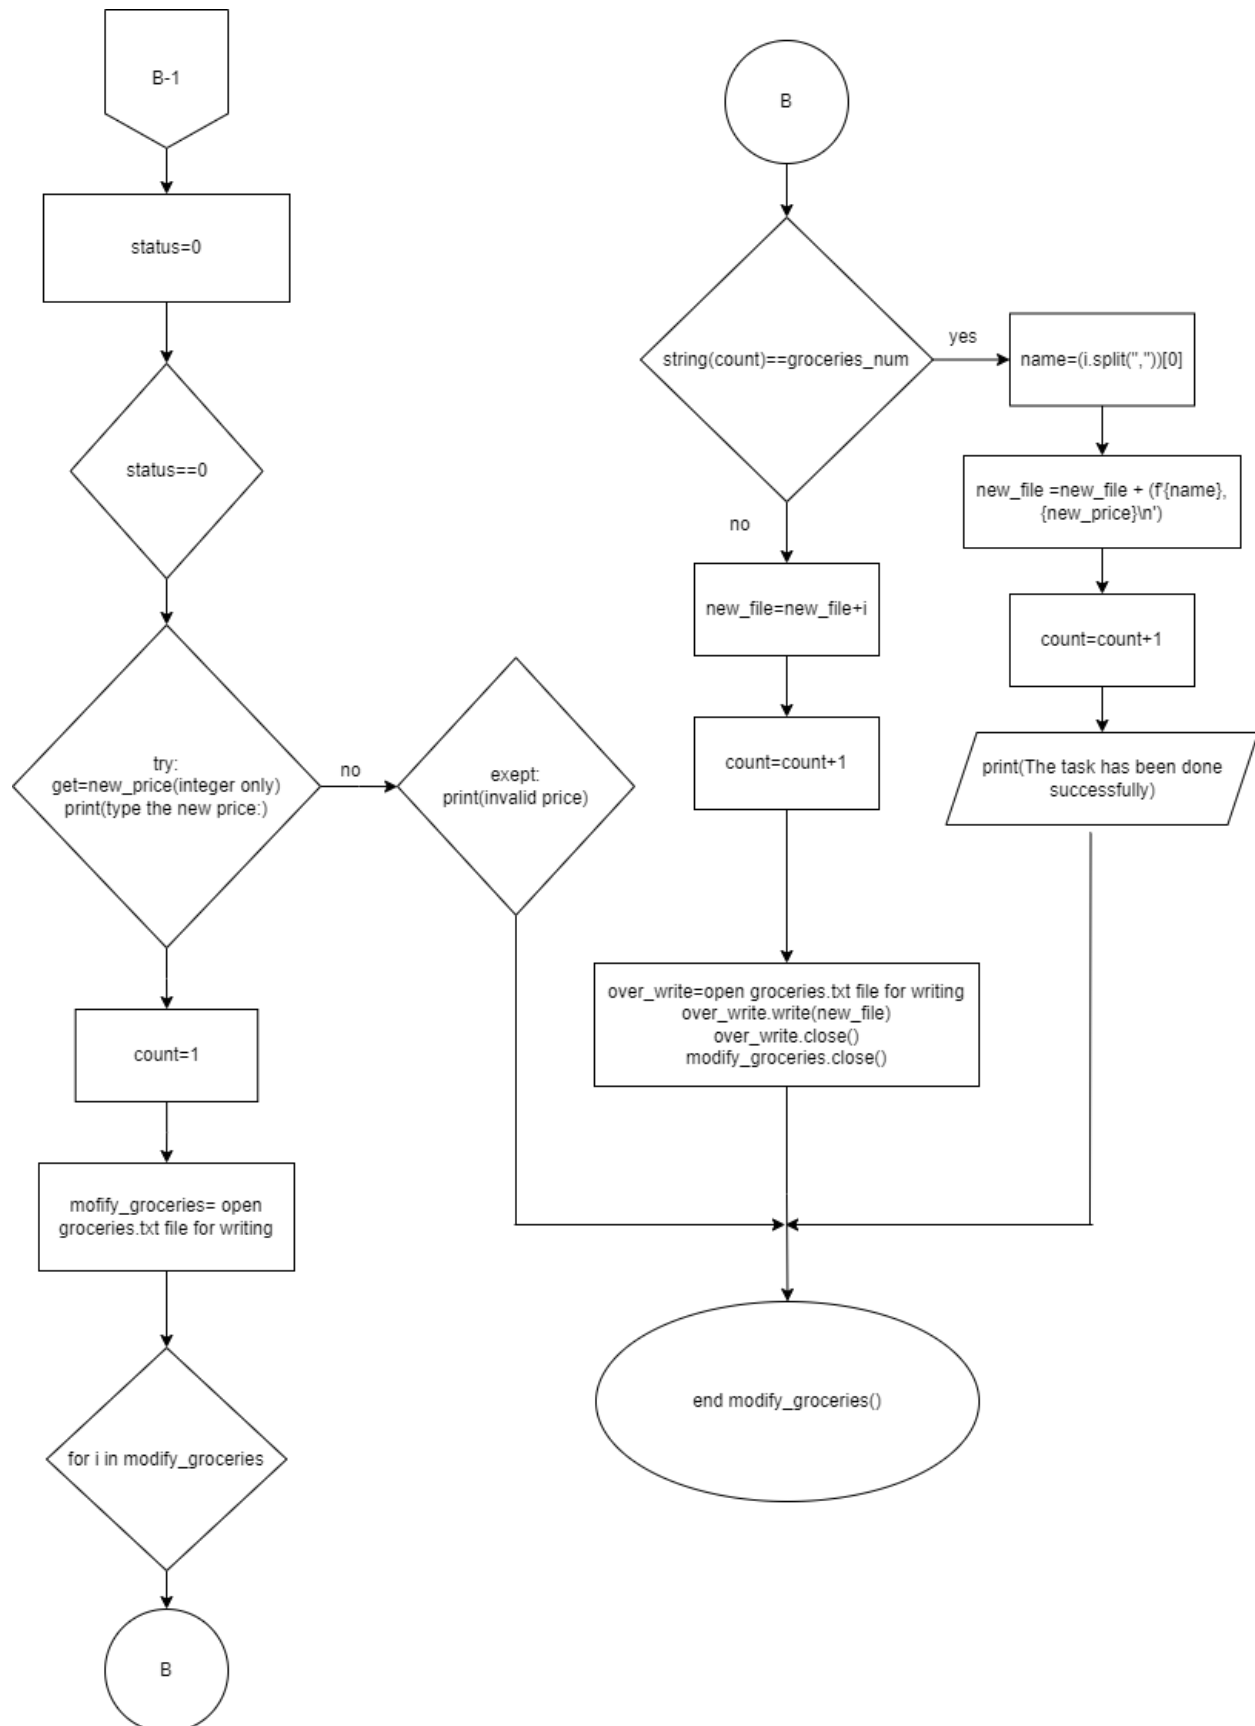 B-1
status=0
status==0
try:
get=new_price(integer only)
print(type the new price:)
no
exept:
print(invalid price)
count=1
mofify_groceries= open
groceries.txt file for writing
for i in modify_groceries
B
B
string(count)==groceries_num
yes
name=(i.split(","))[0]
new_file =new_file + (f'{name},
{new_price}\n')
count=count+1
print(The task has been done
successfully)
no
new_file=new_file+i
count=count+1
over_write=open groceries.txt file for writing
over_write.write(new_file)
over_write.close()
modify_groceries.close()
end modify_groceries()